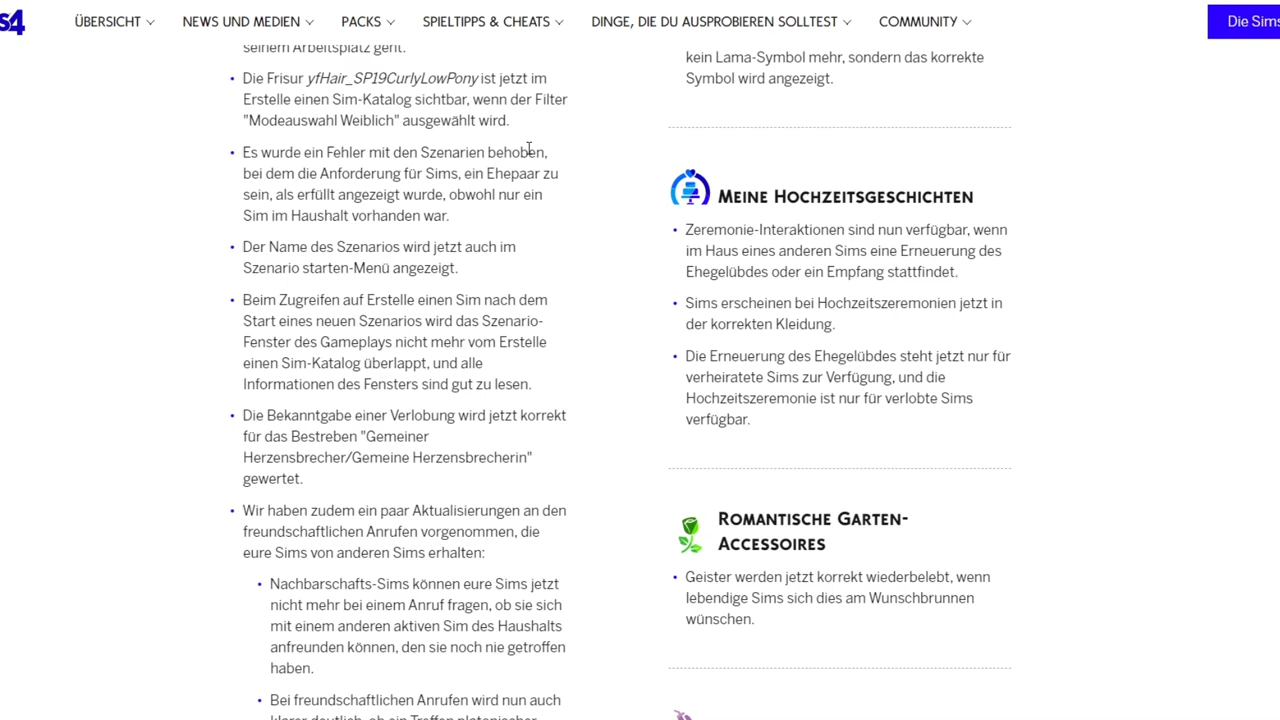 s4
ÜBERSICHT NEWS UND MEDIEN PACKS SPIELTIPPS & CHEATS DINGE, DIE DU AUSPROBIEREN SOLLTEST COMMUNITY Die Sims
seinem Arbeitsplatz geht.
• Die Frisur yfHair_SP19CurlyLowPony ist jetzt im
Erstelle einen Sim-Katalog sichtbar, wenn der Filter
"Modeauswahl Weiblich" ausgewählt wird.
• Es wurde ein Fehler mit den Szenarien behoben,
bei dem die Anforderung für Sims, ein Ehepaar zu
sein, als erfüllt angezeigt wurde, obwohl nur ein
Sim im Haushalt vorhanden war.
• Der Name des Szenarios wird jetzt auch im
Szenario starten-Menü angezeigt.
• Beim Zugreifen auf Erstelle einen Sim nach dem
Start eines neuen Szenarios wird das Szenario-
Fenster des Gameplays nicht mehr vom Erstelle
einen Sim-Katalog überlappt, und alle
Informationen des Fensters sind gut zu lesen.
• Die Bekanntgabe einer Verlobung wird jetzt korrekt
für das Bestreben "Gemeiner
Herzensbrecher/Gemeine Herzensbrecherin"
gewertet.
• Wir haben zudem ein paar Aktualisierungen an den
freundschaftlichen Anrufen vorgenommen, die
eure Sims von anderen Sims erhalten:
• Nachbarschafts-Sims können eure Sims jetzt
nicht mehr bei einem Anruf fragen, ob sie sich
mit einem anderen aktiven Sim des Haushalts
anfreunden können, den sie noch nie getroffen
haben.
• Bei freundschaftlichen Anrufen wird nun auch
klarer deutlich, ob ein Treffen platonischer
kein Lama-Symbol mehr, sondern das korrekte
Symbol wird angezeigt.
MEINE HOCHZEITSGESCHICHTEN
• Zeremonie-Interaktionen sind nun verfügbar, wenn
im Haus eines anderen Sims eine Erneuerung des
Ehegelübdes oder ein Empfang stattfindet.
• Sims erscheinen bei Hochzeitszeremonien jetzt in
der korrekten Kleidung.
• Die Erneuerung des Ehegelübdes steht jetzt nur für
verheiratete Sims zur Verfügung, und die
Hochzeitszeremonie ist nur für verlobte Sims
verfügbar.
ROMANTISCHE GARTEN-
ACCESSOIRES
• Geister werden jetzt korrekt wiederbelebt, wenn
lebendige Sims sich dies am Wunschbrunnen
wünschen.